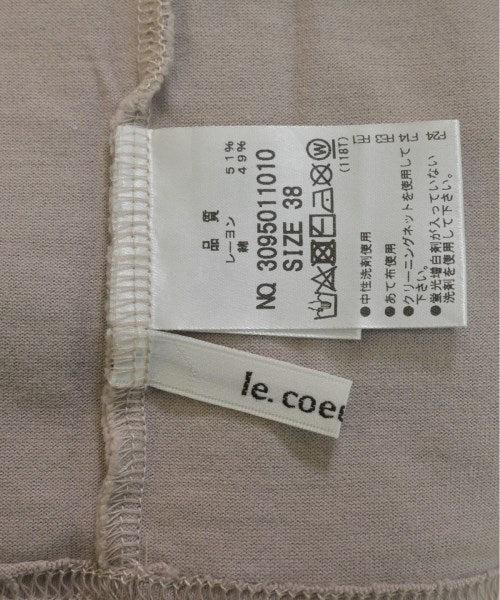 品質
レーヨン 51%
綿 49%
NO 3095011010
SIZE 38
(118T)
●中性洗剤使用
●あて布使用
●クリーニングネットを使用して
下さい。
●蛍光増白剤が入っていない
洗剤を使用して下さい。
le. coeu